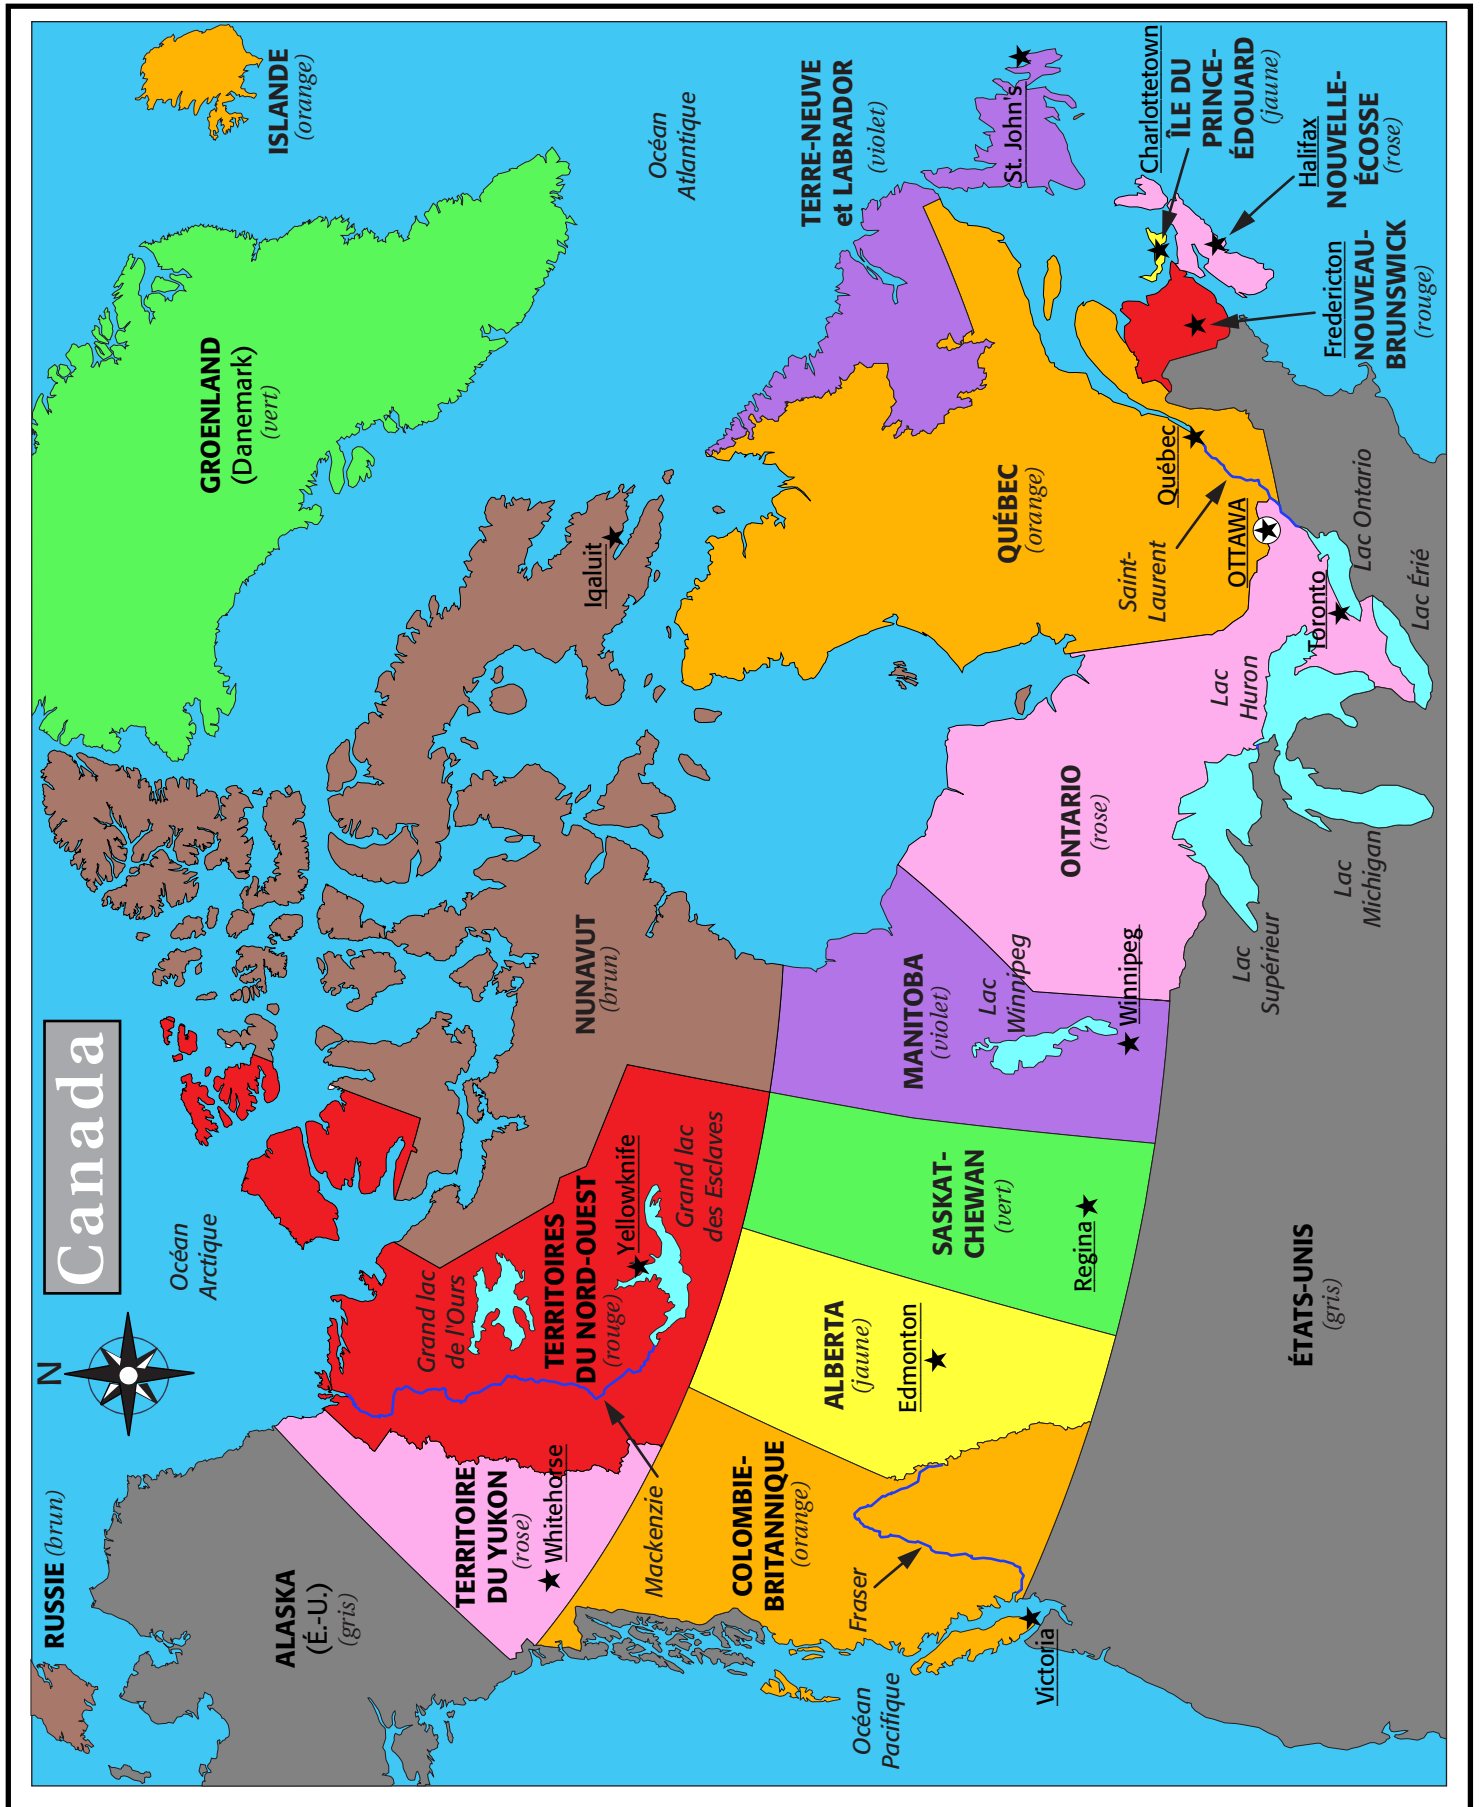 Canada
N
RUSSIE (brun)
ALASKA
(É.-U.)
(gris)
Océan
Arctique
ISLANDE
(orange)
GROENLAND
(Danemark)
(vert)
Océan
Atlantique
TERRITOIRE
DU YUKON
(rose)
Whitehorse
Grand lac
de l'Ours
TERRITOIRES
DU NORD-OUEST
(rouge)
Yellowknife
Grand lac
des Esclaves
Mackenzie
NUNAVUT
(brun)
Iqaluit
COLOMBIE-
BRITANNIQUE
(orange)
Fraser
Océan
Pacifique
Victoria
ALBERTA
(jaune)
Edmonton
SASKAT-
CHEWAN
(vert)
Regina
MANITOBA
(violet)
Lac
Winnipeg
Winnipeg
ONTARIO
(rose)
QUÉBEC
(orange)
Saint-
Laurent
Québec
OTTAWA
Toronto
TERRE-NEUVE
et LABRADOR
(violet)
St. John's
Charlottetown
ÎLE DU
PRINCE-
ÉDOUARD
(jaune)
Halifax
NOUVELLE-
ÉCOSSE
(rose)
Fredericton
NOUVEAU-
BRUNSWICK
(rouge)
Lac
Supérieur
Lac
Michigan
Lac
Huron
Lac Ontario
Lac Érié
ÉTATS-UNIS
(gris)